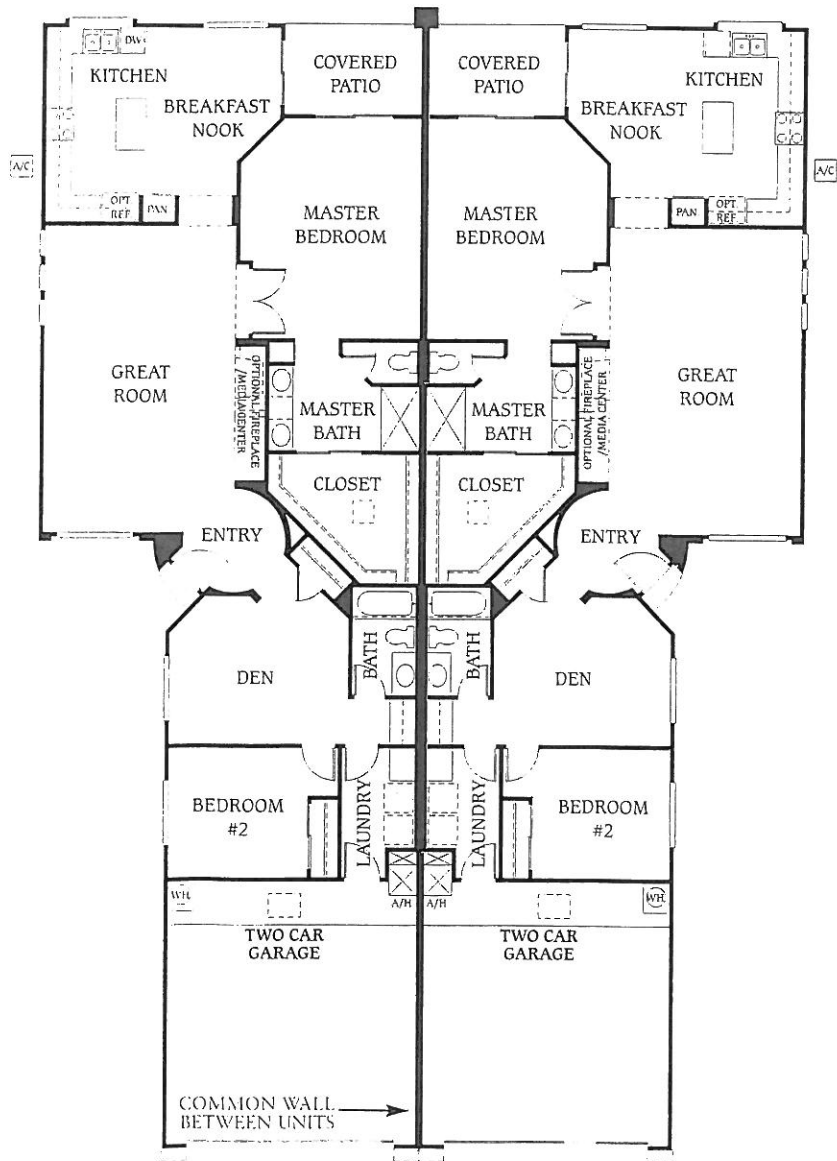 DW
COVERED
PATIO
COVERED
PATIO
KITCHEN
KITCHEN
BREAKFAST
NOOK
BREAKFAST
NOOK
A/C
A/C
OPT
REF
PAN
PAN
OPT
REF
MASTER
BEDROOM
MASTER
BEDROOM
GREAT
ROOM
OPTIONAL FIREPLACE
/MEDIA CENTER
OPTIONAL FIREPLACE
/MEDIA CENTER
GREAT
ROOM
MASTER
BATH
MASTER
BATH
CLOSET
CLOSET
ENTRY
ENTRY
BATH
BATH
DEN
DEN
BEDROOM
#2
LAUNDRY
LAUNDRY
BEDROOM
#2
WH
A/H
A/H
WH
TWO CAR
GARAGE
TWO CAR
GARAGE
COMMON WALL
BETWEEN UNITS